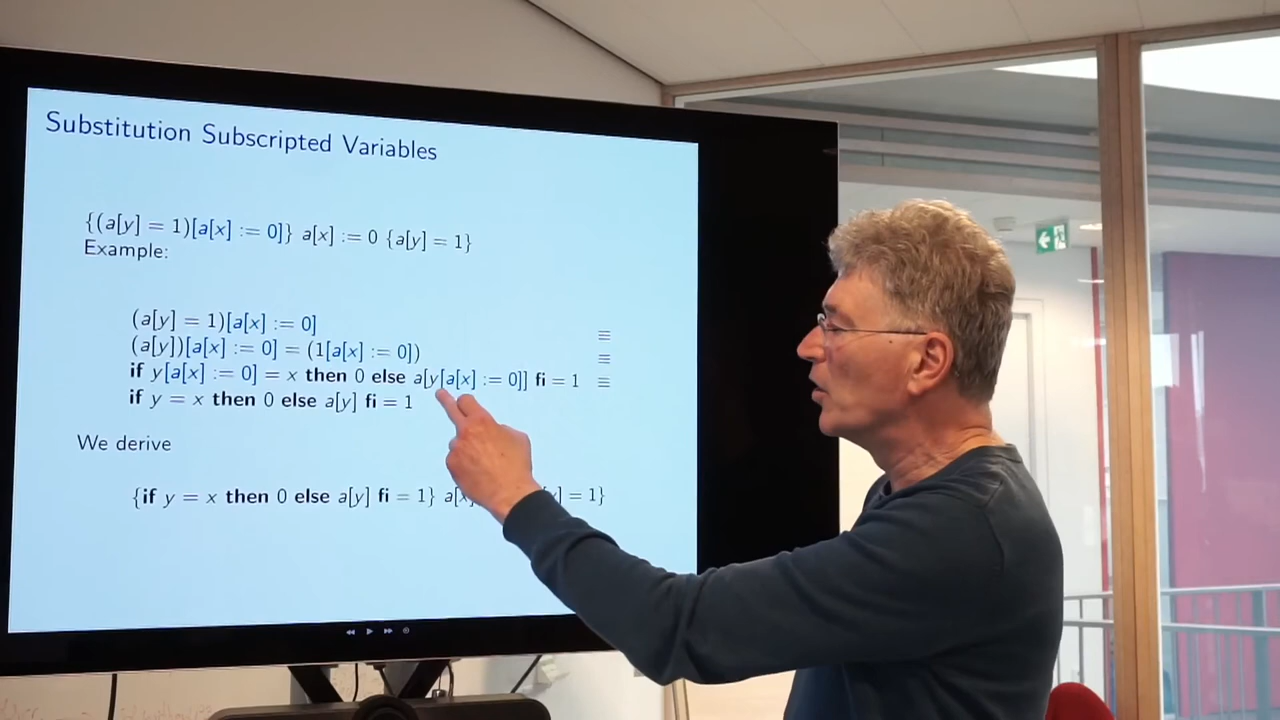 Substitution Subscripted Variables
{(a[y] = 1)[a[x] := 0]} a[x] := 0 {a[y] = 1}
Example:
(a[y] = 1)[a[x] := 0] ≡
(a[y])[a[x] := 0] = (1[a[x] := 0]) ≡
if y[a[x] := 0] = x then 0 else a[y[a[x] := 0]] fi = 1 ≡
if y = x then 0 else a[y] fi = 1
We derive
{if y = x then 0 else a[y] fi = 1} a[x] = 1}